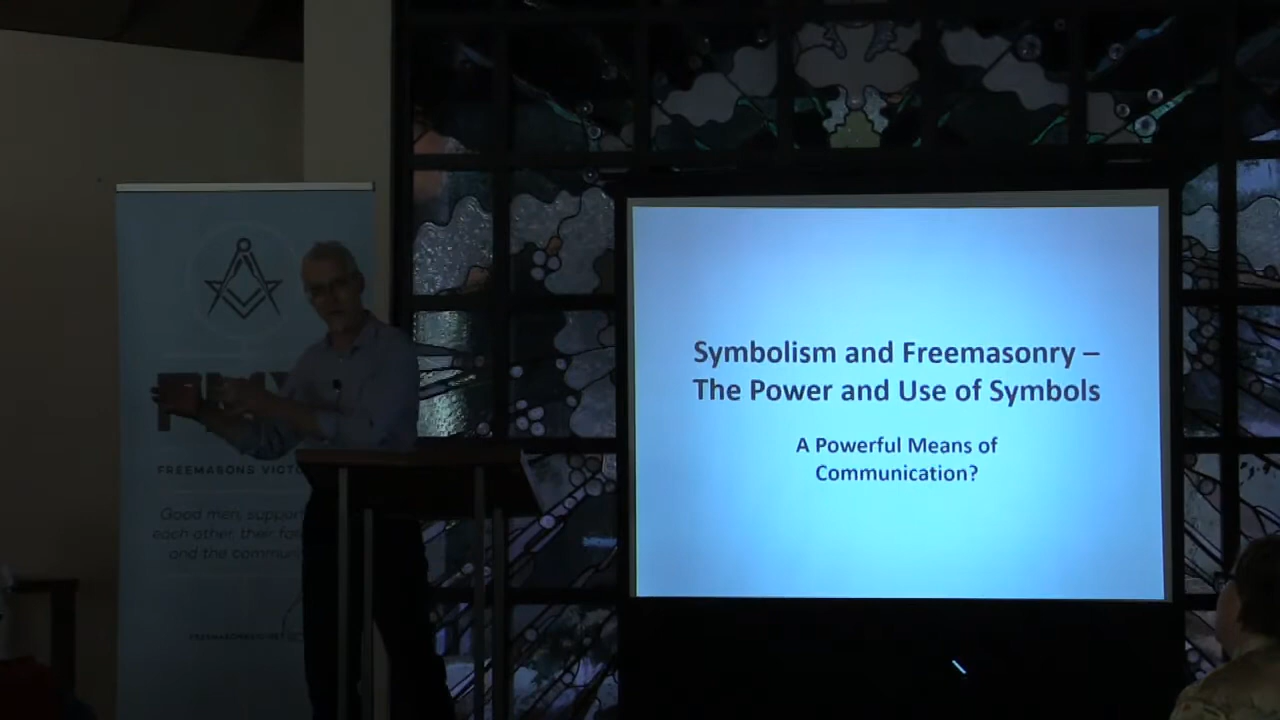 FREEMASONS VICTO
Good men, suppor
each other, their fa
and the commun
Symbolism and Freemasonry –
The Power and Use of Symbols
A Powerful Means of
Communication?